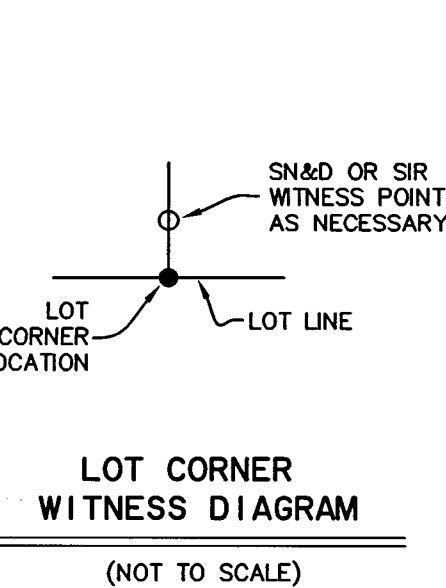 SN&D OR SIR
WITNESS POINT
AS NECESSARY
LOT
CORNER
LOT LINE
LOT CORNER
WITNESS DIAGRAM
(NOT TO SCALE)